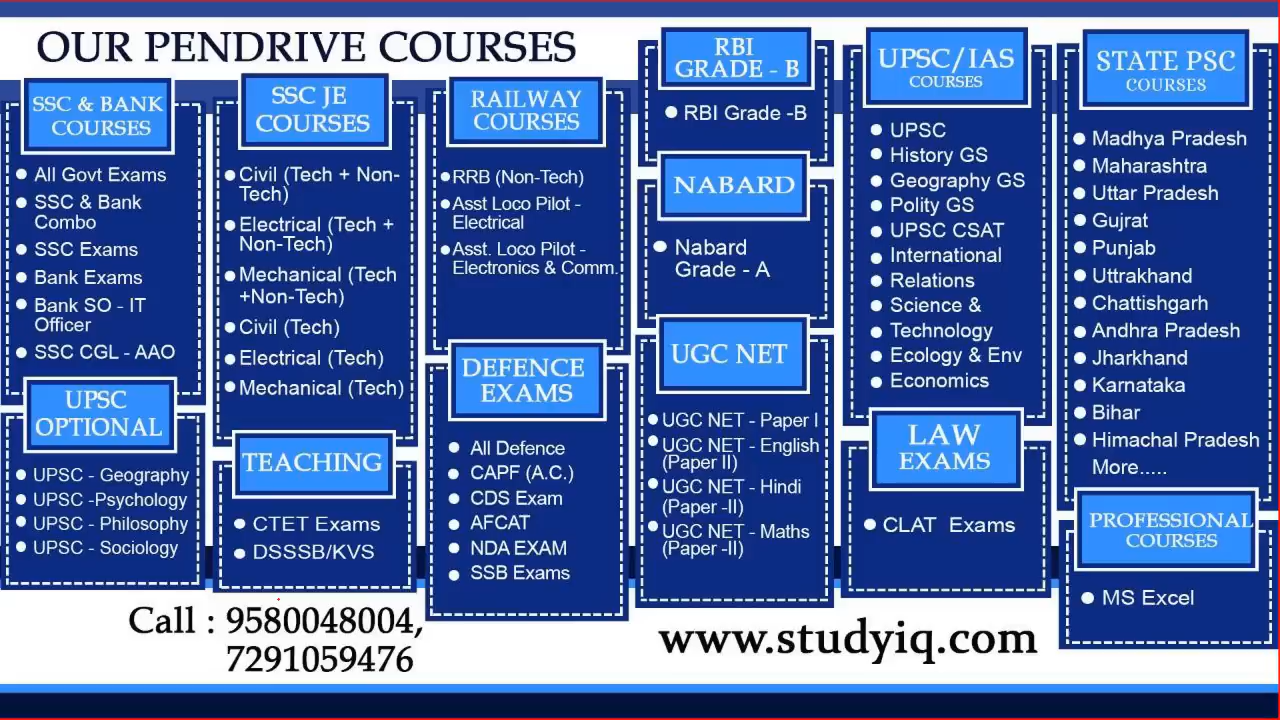 OUR PENDRIVE COURSES
SSC & BANK
COURSES
All Govt Exams
SSC & Bank
Combo
SSC Exams
Bank Exams
Bank SO - IT
Officer
SSC CGL - AAO
UPSC
OPTIONAL
UPSC - Geography
UPSC -Psychology
UPSC - Philosophy
UPSC - Sociology
SSC JE
COURSES
Civil (Tech + Non-
Tech)
Electrical (Tech +
Non-Tech)
Mechanical (Tech
+Non-Tech)
Civil (Tech)
Electrical (Tech)
Mechanical (Tech)
TEACHING
CTET Exams
DSSSB/KVS
RAILWAY
COURSES
RRB (Non-Tech)
Asst Loco Pilot -
Electrical
Asst. Loco Pilot -
Electronics & Comm.
DEFENCE
EXAMS
All Defence
CAPF (A.C.)
CDS Exam
AFCAT
NDA EXAM
SSB Exams
RBI
GRADE - B
RBI Grade -B
NABARD
Nabard
Grade - A
UGC NET
UGC NET - Paper I
UGC NET - English
(Paper II)
UGC NET - Hindi
(Paper -II)
UGC NET - Maths
(Paper -II)
UPSC/IAS
COURSES
UPSC
History GS
Geography GS
Polity GS
UPSC CSAT
International
Relations
Science &
Technology
Ecology & Env
Economics
LAW
EXAMS
CLAT Exams
STATE PSC
COURSES
Madhya Pradesh
Maharashtra
Uttar Pradesh
Gujrat
Punjab
Uttrakhand
Chattishgarh
Andhra Pradesh
Jharkhand
Karnataka
Bihar
Himachal Pradesh
More.....
PROFESSIONAL
COURSES
MS Excel
Call : 9580048004,
7291059476
www.studyiq.com